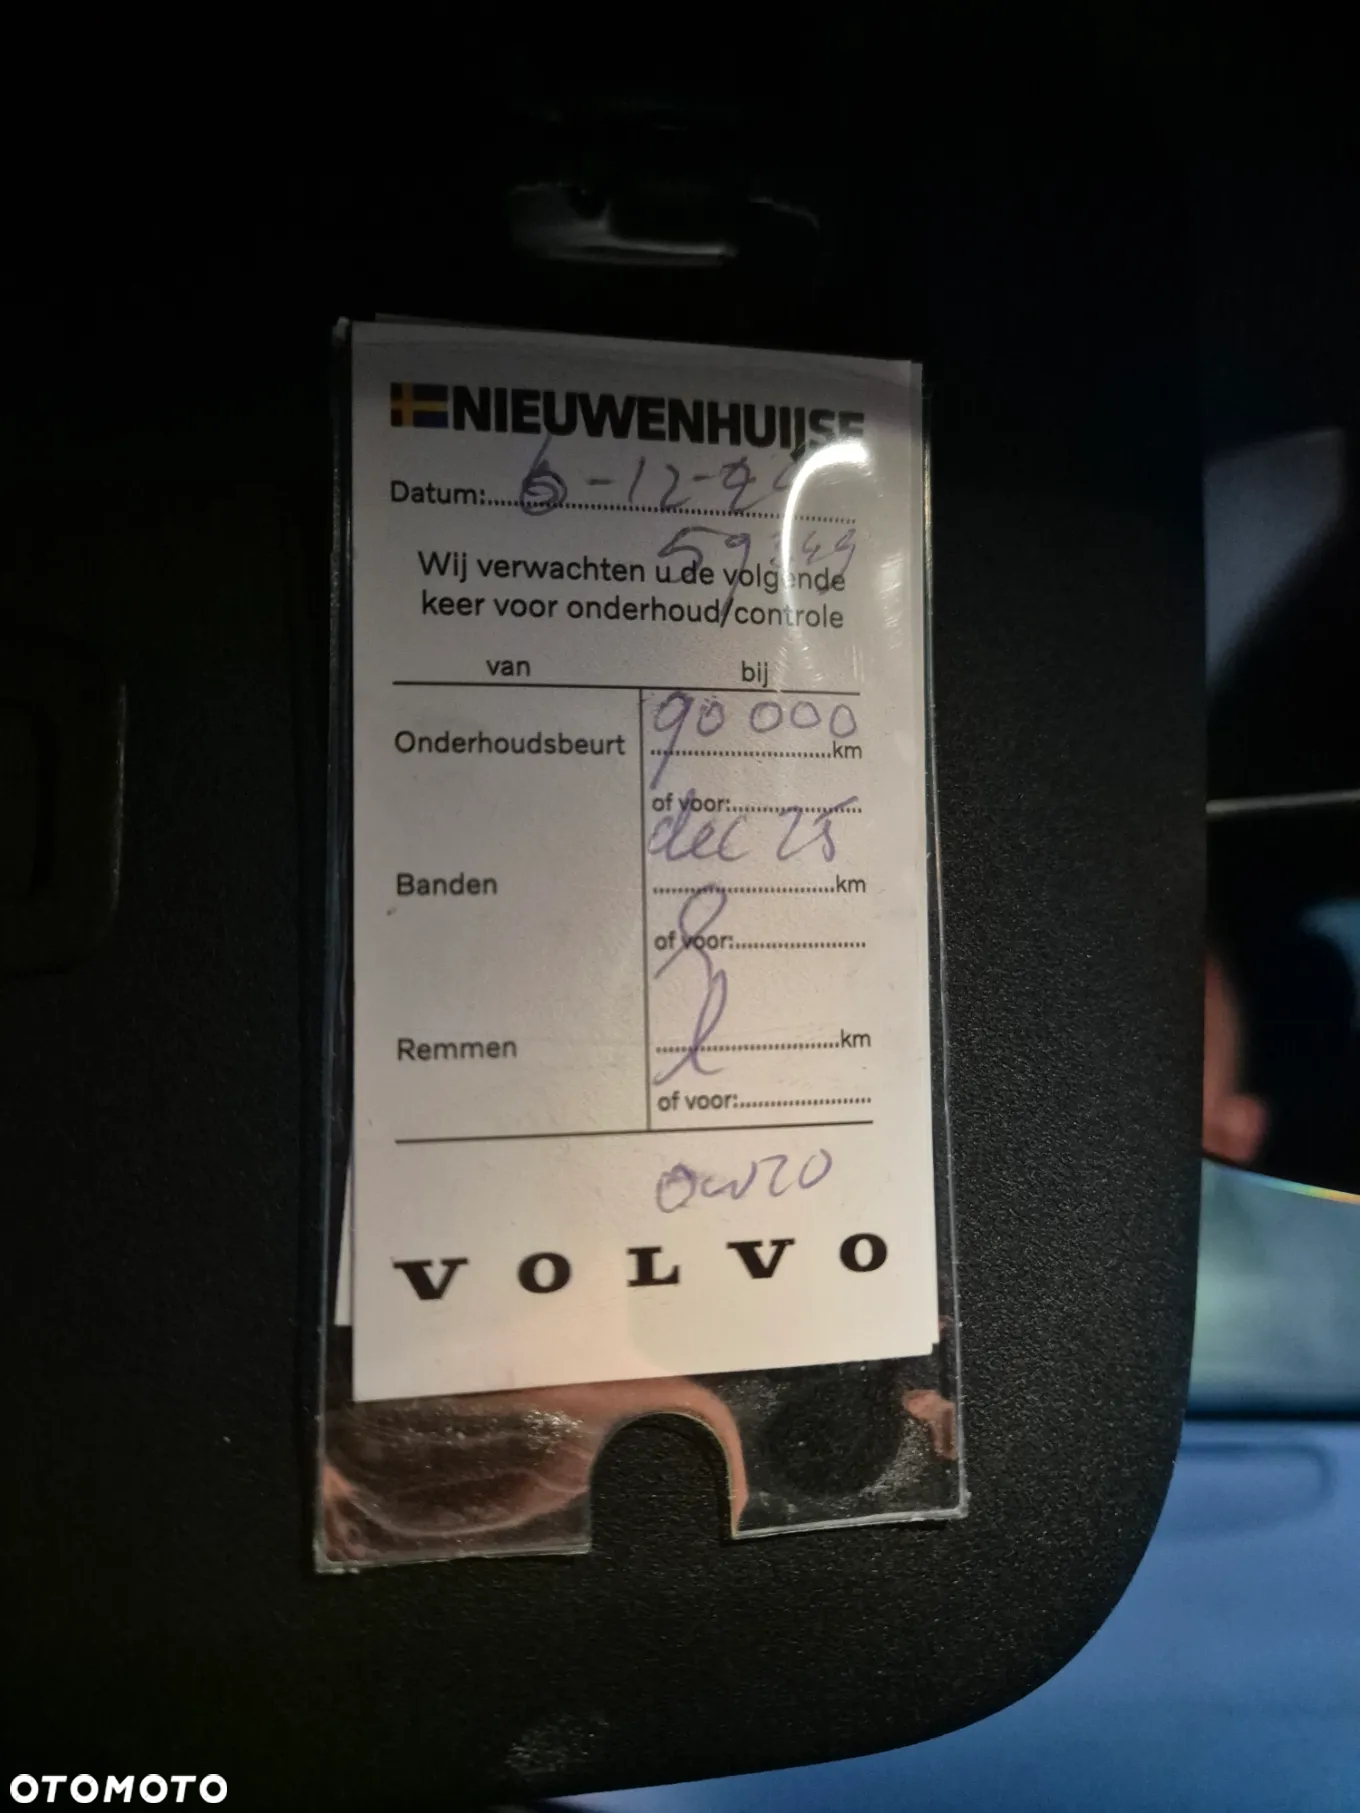 NIEUWENHUIJSE
Datum: 6-12-24
59349
Wij verwachten u de volgende
keer voor onderhoud/controle
van bij
90 000
Onderhoudsbeurt km
of voor:
dec 25
Banden km
of voor:
Remmen km
of voor:
0W20
VOLVO
OTOMOTO